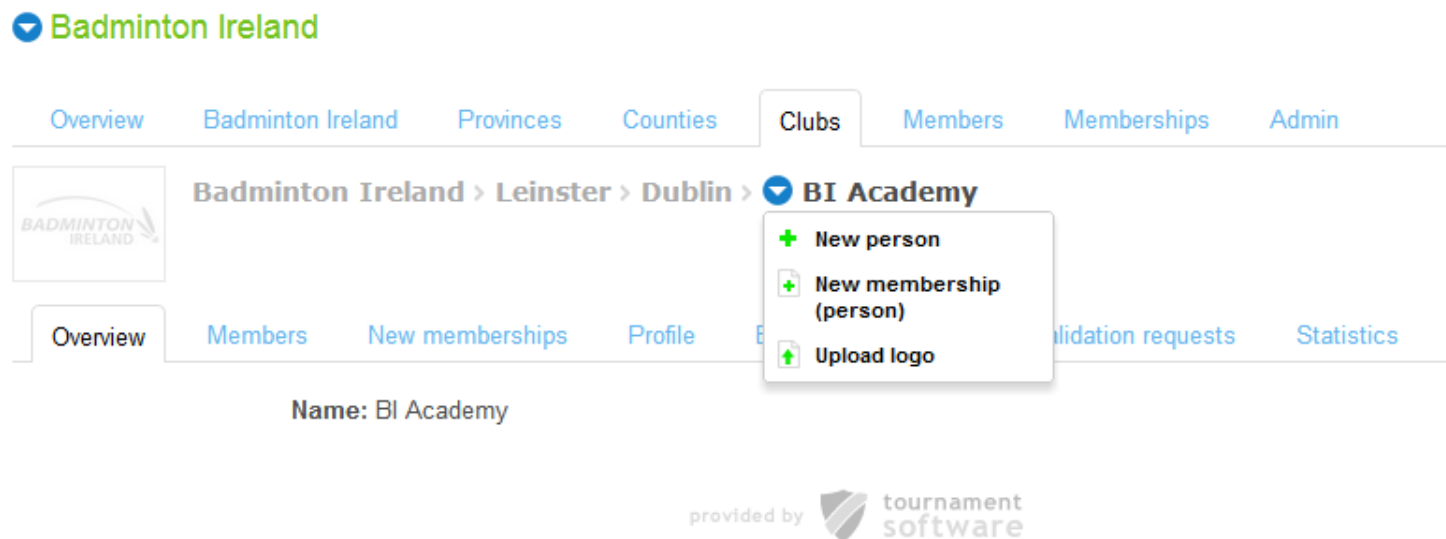 Badminton Ireland
Overview Badminton Ireland Provinces Counties Clubs Members Memberships Admin
BADMINTON
IRELAND
Badminton Ireland > Leinster > Dublin > BI Academy
New person
New membership
(person)
Upload logo
Overview Members New memberships Profile alidation requests Statistics
Name: BI Academy
provided by tournament
software